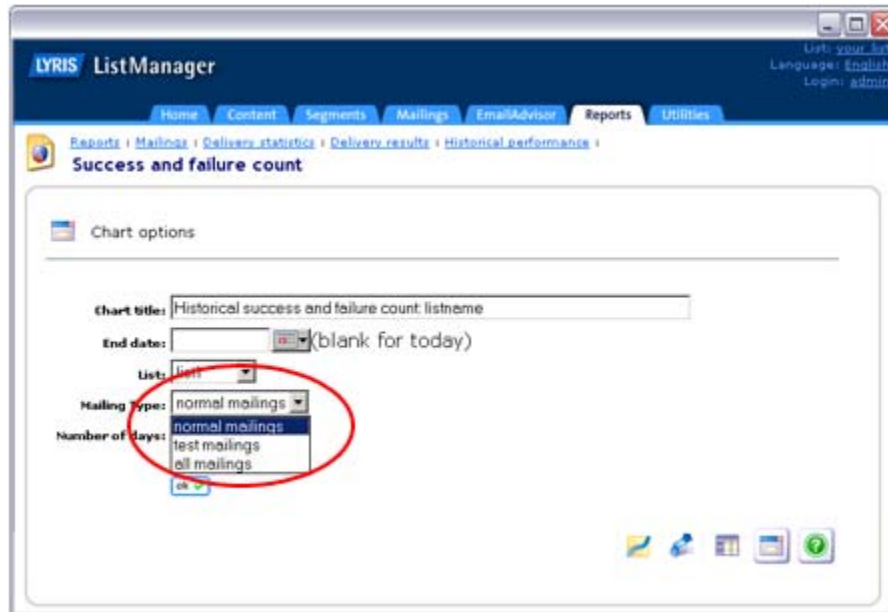 List: your list
Language: English
Login: admin
LYRIS ListManager
Home Content Segments Mailings EmailAdvisor Reports Utilities
Reports | Mailings | Delivery statistics | Delivery results | Historical performance |
Success and failure count
Chart options
Chart title: Historical success and failure count: listname
End date: (blank for today)
List: list1
Mailing Type: normal mailings
normal mailings
Number of days:
test mailings
all mailings
ok